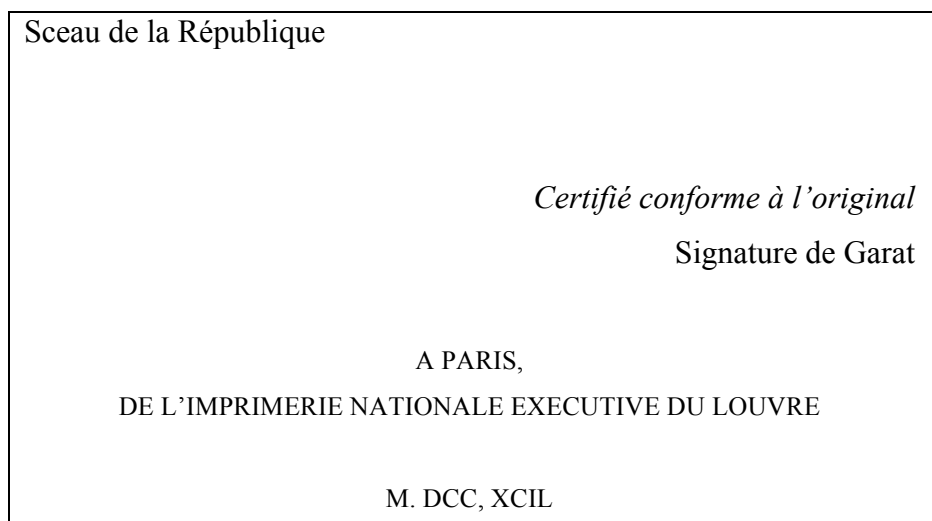 Sceau de la République
Certifié conforme à l’original
Signature de Garat
A PARIS,
DE L’IMPRIMERIE NATIONALE EXECUTIVE DU LOUVRE
M. DCC, XCIL